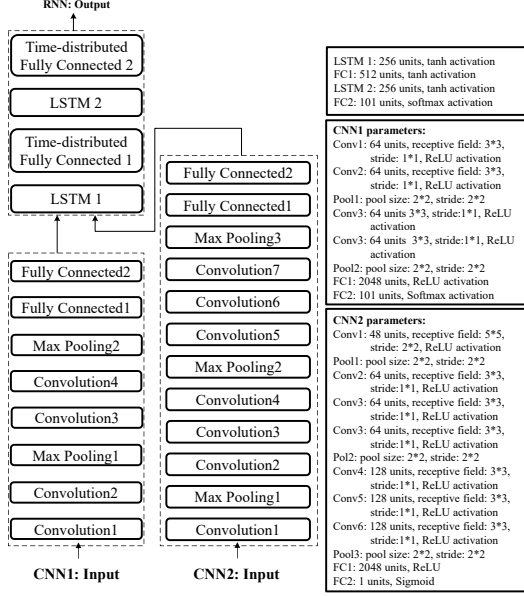 RNN: Output
Time-distributed
Fully Connected 2
LSTM 2
Time-distributed
Fully Connected 1
LSTM 1
Fully Connected2
Fully Connected1
Max Pooling2
Convolution4
Convolution3
Max Pooling1
Convolution2
Convolution1
CNN1: Input
Fully Connected2
Fully Connected1
Max Pooling3
Convolution7
Convolution6
Convolution5
Max Pooling2
Convolution4
Convolution3
Convolution2
Max Pooling1
Convolution1
CNN2: Input
LSTM 1: 256 units, tanh activation
FC1: 512 units, tanh activation
LSTM 2: 256 units, tanh activation
FC2: 101 units, softmax activation
CNN1 parameters:
Conv1: 64 units, receptive field: 3*3,
stride: 1*1, ReLU activation
Conv2: 64 units, receptive field: 3*3,
stride: 1*1, ReLU activation
Pool1: pool size: 2*2, stride: 2*2
Conv3: 64 units 3*3, stride:1*1, ReLU
activation
Conv3: 64 units 3*3, stride:1*1, ReLU
activation
Pool2: pool size: 2*2, stride: 2*2
FC1: 2048 units, ReLU activation
FC2: 101 units, Softmax activation
CNN2 parameters:
Conv1: 48 units, receptive field: 5*5,
stride: 2*2, ReLU activation
Pool1: pool size: 2*2, stride: 2*2
Conv2: 64 units, receptive field: 3*3,
stride:1*1, ReLU activation
Conv3: 64 units, receptive field: 3*3,
stride:1*1, ReLU activation
Conv3: 64 units, receptive field: 3*3,
stride:1*1, ReLU activation
Pol2: pool size: 2*2, stride: 2*2
Conv4: 128 units, receptive field: 3*3,
stride:1*1, ReLU activation
Conv5: 128 units, receptive field: 3*3,
stride:1*1, ReLU activation
Conv6: 128 units, receptive field: 3*3,
stride:1*1, ReLU activation
Pool3: pool size: 2*2, stride: 2*2
FC1: 2048 units, ReLU
FC2: 1 units, Sigmoid